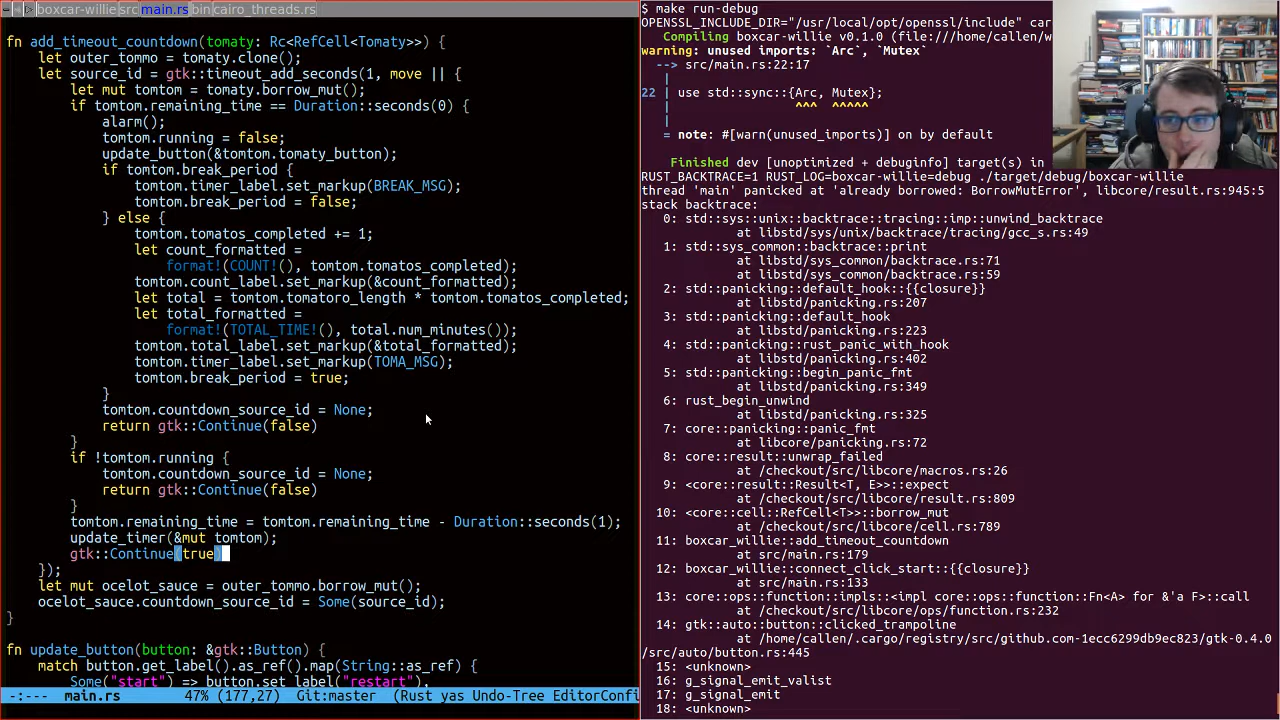 boxcar-willie src main.rs bin cairo_threads.rs
fn add_timeout_countdown(tomaty: Rc<RefCell<Tomaty>>) {
    let outer_tommo = tomaty.clone();
    let source_id = gtk::timeout_add_seconds(1, move || {
        let mut tomtom = tomaty.borrow_mut();
        if tomtom.remaining_time == Duration::seconds(0) {
            alarm();
            tomtom.running = false;
            update_button(&tomtom.tomaty_button);
            if tomtom.break_period {
                tomtom.timer_label.set_markup(BREAK_MSG);
                tomtom.break_period = false;
            } else {
                tomtom.tomatos_completed += 1;
                let count_formatted =
                    format!(COUNT!(), tomtom.tomatos_completed);
                tomtom.count_label.set_markup(&count_formatted);
                let total = tomtom.tomatoro_length * tomtom.tomatos_completed;
                let total_formatted =
                    format!(TOTAL_TIME!(), total.num_minutes());
                tomtom.total_label.set_markup(&total_formatted);
                tomtom.timer_label.set_markup(TOMA_MSG);
                tomtom.break_period = true;
            }
            tomtom.countdown_source_id = None;
            return gtk::Continue(false)
        }
        if !tomtom.running {
            tomtom.countdown_source_id = None;
            return gtk::Continue(false)
        }
        tomtom.remaining_time = tomtom.remaining_time - Duration::seconds(1);
        update_timer(&mut tomtom);
        gtk::Continue(true)
    });
    let mut ocelot_sauce = outer_tommo.borrow_mut();
    ocelot_sauce.countdown_source_id = Some(source_id);
}
fn update_button(button: &gtk::Button) {
    match button.get_label().as_ref().map(String::as_ref) {
        Some("start") => button.set_label("restart"),
-:--- main.rs 47% (177,27) Git:master (Rust yas Undo-Tree EditorConfi
$ make run-debug
OPENSSL_INCLUDE_DIR="/usr/local/opt/openssl/include" car
   Compiling boxcar-willie v0.1.0 (file:///home/callen/w
warning: unused imports: `Arc`, `Mutex`
  --> src/main.rs:22:17
   |
22 | use std::sync::{Arc, Mutex};
   |                 ^^^  ^^^^^
   |
   = note: #[warn(unused_imports)] on by default
    Finished dev [unoptimized + debuginfo] target(s) in
RUST_BACKTRACE=1 RUST_LOG=boxcar-willie=debug ./target/debug/boxcar-willie
thread 'main' panicked at 'already borrowed: BorrowMutError', libcore/result.rs:945:5
stack backtrace:
   0: std::sys::unix::backtrace::tracing::imp::unwind_backtrace
             at libstd/sys/unix/backtrace/tracing/gcc_s.rs:49
   1: std::sys_common::backtrace::print
             at libstd/sys_common/backtrace.rs:71
             at libstd/sys_common/backtrace.rs:59
   2: std::panicking::default_hook::{{closure}}
             at libstd/panicking.rs:207
   3: std::panicking::default_hook
             at libstd/panicking.rs:223
   4: std::panicking::rust_panic_with_hook
             at libstd/panicking.rs:402
   5: std::panicking::begin_panic_fmt
             at libstd/panicking.rs:349
   6: rust_begin_unwind
             at libstd/panicking.rs:325
   7: core::panicking::panic_fmt
             at libcore/panicking.rs:72
   8: core::result::unwrap_failed
             at /checkout/src/libcore/macros.rs:26
   9: <core::result::Result<T, E>>::expect
             at /checkout/src/libcore/result.rs:809
  10: <core::cell::RefCell<T>>::borrow_mut
             at /checkout/src/libcore/cell.rs:789
  11: boxcar_willie::add_timeout_countdown
             at src/main.rs:179
  12: boxcar_willie::connect_click_start::{{closure}}
             at src/main.rs:133
  13: core::ops::function::impls::<impl core::ops::function::Fn<A> for &'a F>::call
             at /checkout/src/libcore/ops/function.rs:232
  14: gtk::auto::button::clicked_trampoline
             at /home/callen/.cargo/registry/src/github.com-1ecc6299db9ec823/gtk-0.4.0
/src/auto/button.rs:445
  15: <unknown>
  16: g_signal_emit_valist
  17: g_signal_emit
  18: <unknown>